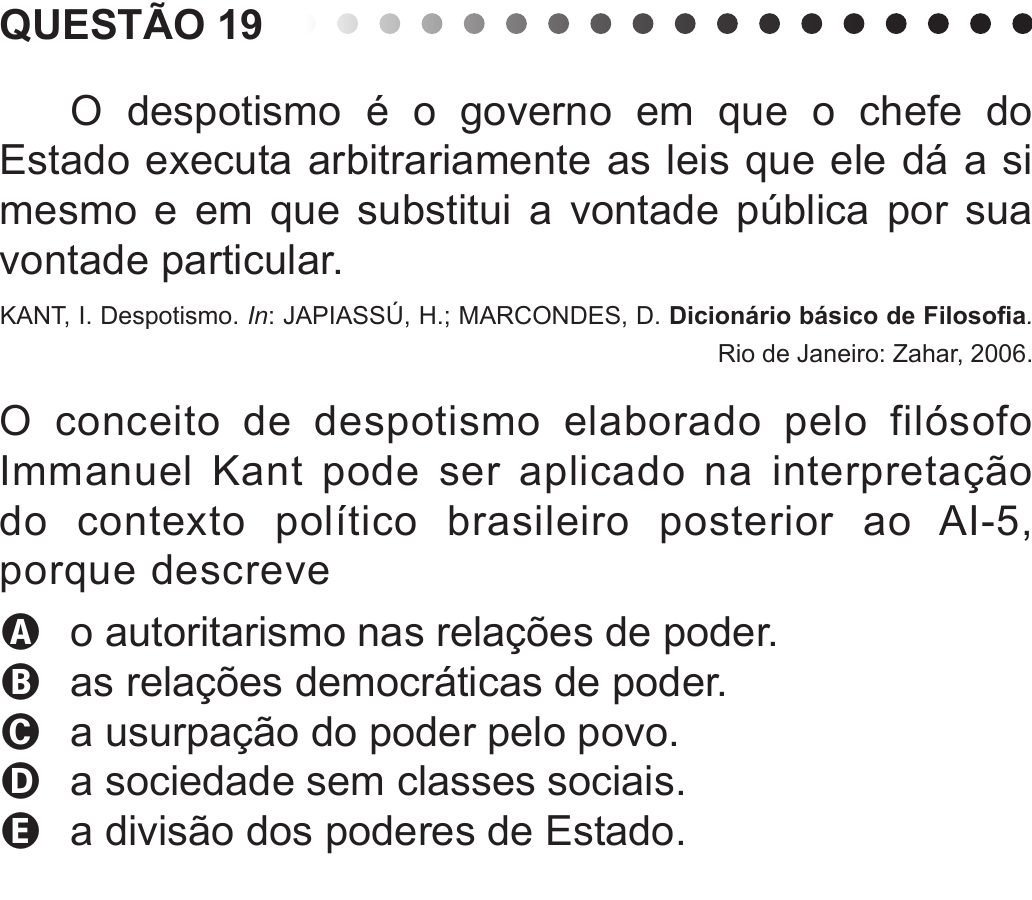 QUESTÃO 19
O despotismo é o governo em que o chefe do
Estado executa arbitrariamente as leis que ele dá a si
mesmo e em que substitui a vontade pública por sua
vontade particular.
KANT, I. Despotismo. In: JAPIASSÚ, H.; MARCONDES, D. Dicionário básico de Filosofia.
Rio de Janeiro: Zahar, 2006.
O conceito de despotismo elaborado pelo filósofo
Immanuel Kant pode ser aplicado na interpretação
do contexto político brasileiro posterior ao AI-5,
porque descreve
A o autoritarismo nas relações de poder.
B as relações democráticas de poder.
C a usurpação do poder pelo povo.
D a sociedade sem classes sociais.
E a divisão dos poderes de Estado.